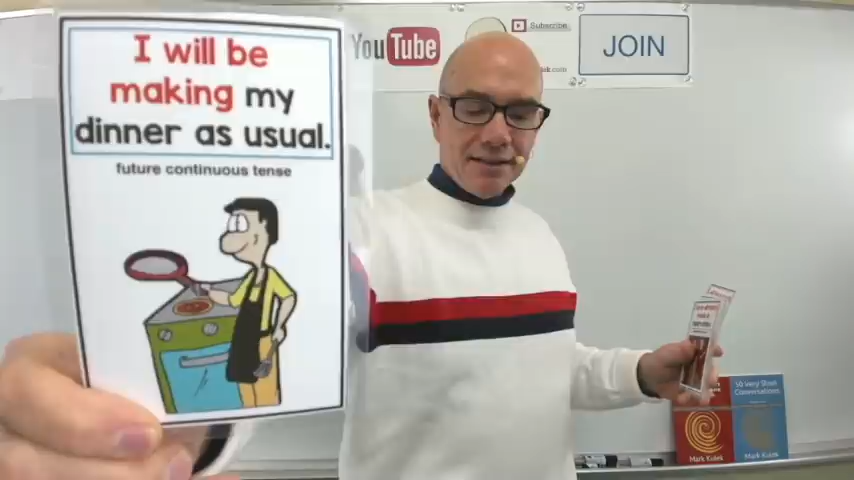 I will be
making my
dinner as usual.
future continuous tense
YouTube
Subscribe
JOIN
50 Very Short
Conversations
Mark Kulek
Mark Kulek